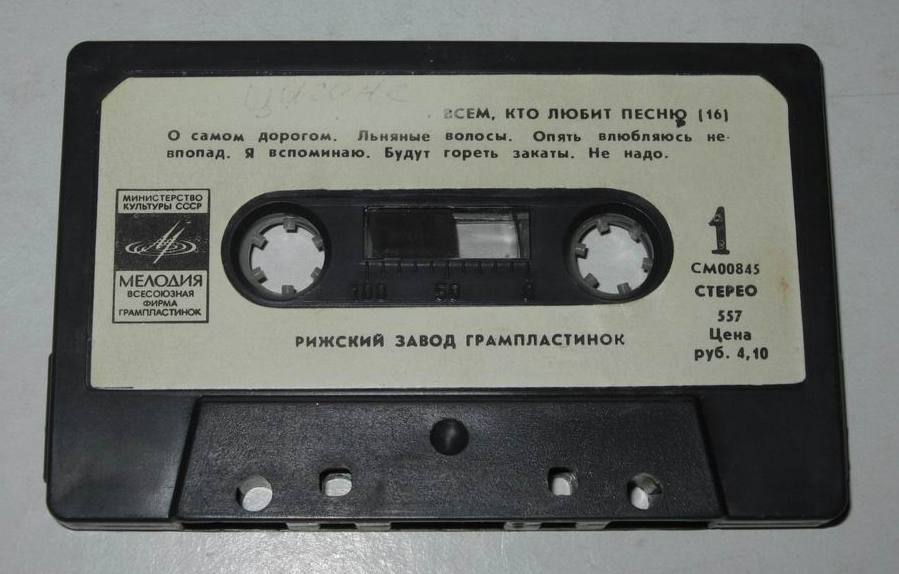 ВСЕМ, КТО ЛЮБИТ ПЕСНЮ (16)
О самом дорогом. Льняные волосы. Опять влюбляюсь не-
впопад. Я вспоминаю. Будут гореть закаты. Не надо.
МИНИСТЕРСТВО
КУЛЬТУРЫ СССР
МЕЛОДИЯ
ВСЕСОЮЗНАЯ
ФИРМА
ГРАМПЛАСТИНОК
100 50 0
1
СМ00845
СТЕРЕО
557
Цена
руб. 4,10
РИЖСКИЙ ЗАВОД ГРАМПЛАСТИНОК